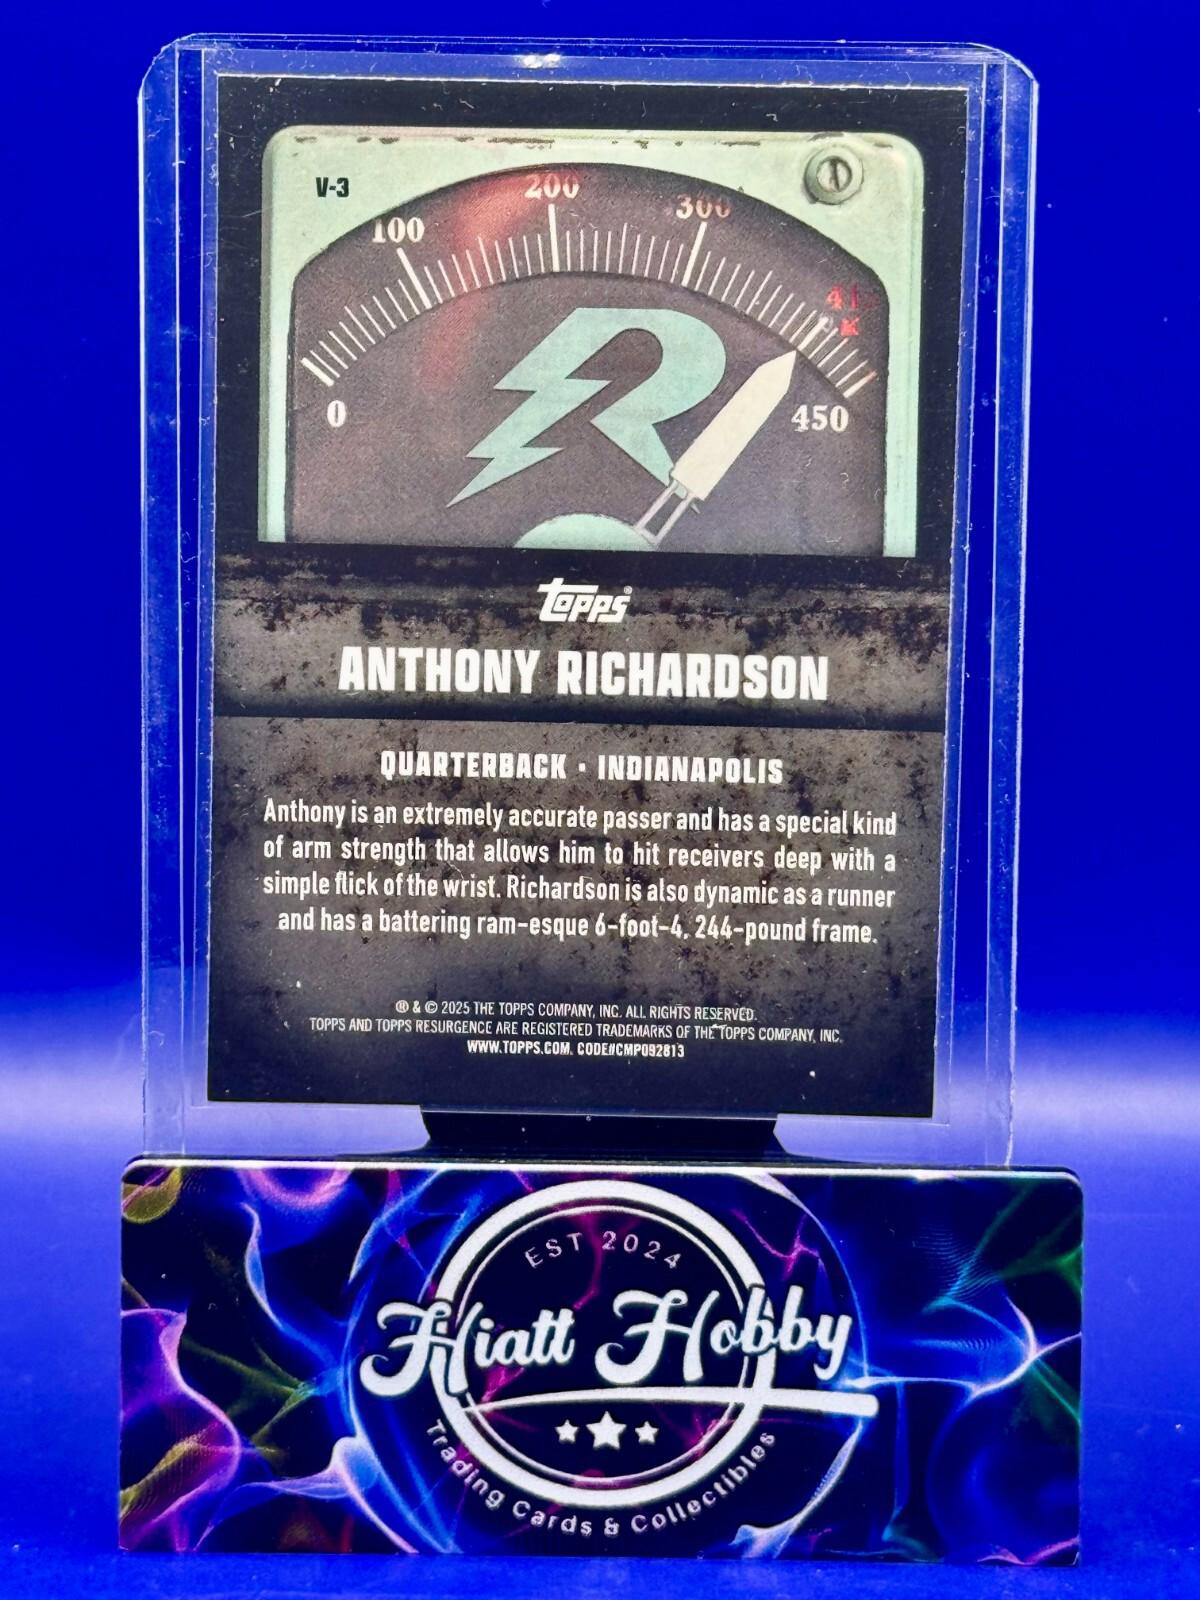 V-3
100
200
300
0
450
R
topps®
ANTHONY RICHARDSON
QUARTERBACK · INDIANAPOLIS
Anthony is an extremely accurate passer and has a special kind
of arm strength that allows him to hit receivers deep with a
simple flick of the wrist. Richardson is also dynamic as a runner
and has a battering ram-esque 6-foot-4, 244-pound frame.
® & © 2025 THE TOPPS COMPANY, INC. ALL RIGHTS RESERVED.
TOPPS AND TOPPS RESURGENCE ARE REGISTERED TRADEMARKS OF THE TOPPS COMPANY, INC.
WWW.TOPPS.COM. CODE#CMP092813
EST 2024
Hiatt Hobby
Trading Cards & Collectibles